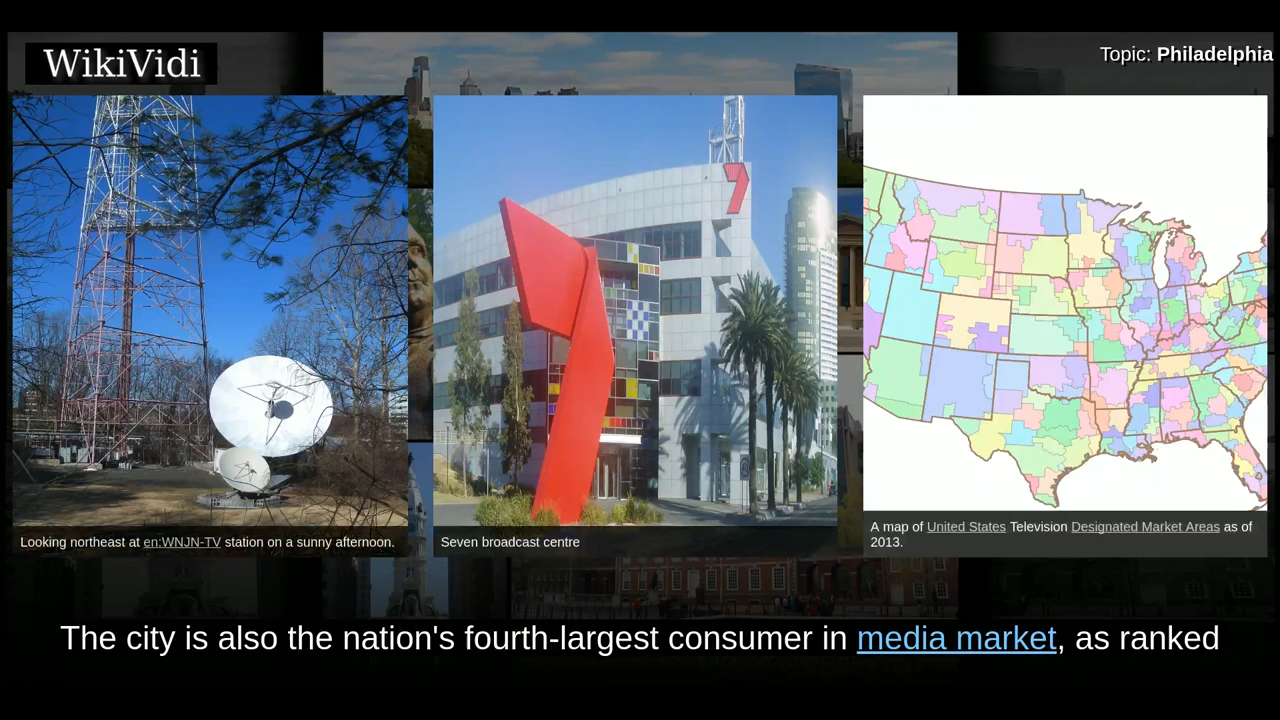 WikiVidi
Topic: Philadelphia
Looking northeast at en:WNJN-TV station on a sunny afternoon.
Seven broadcast centre
A map of United States Television Designated Market Areas as of
2013.
The city is also the nation's fourth-largest consumer in media market, as ranked